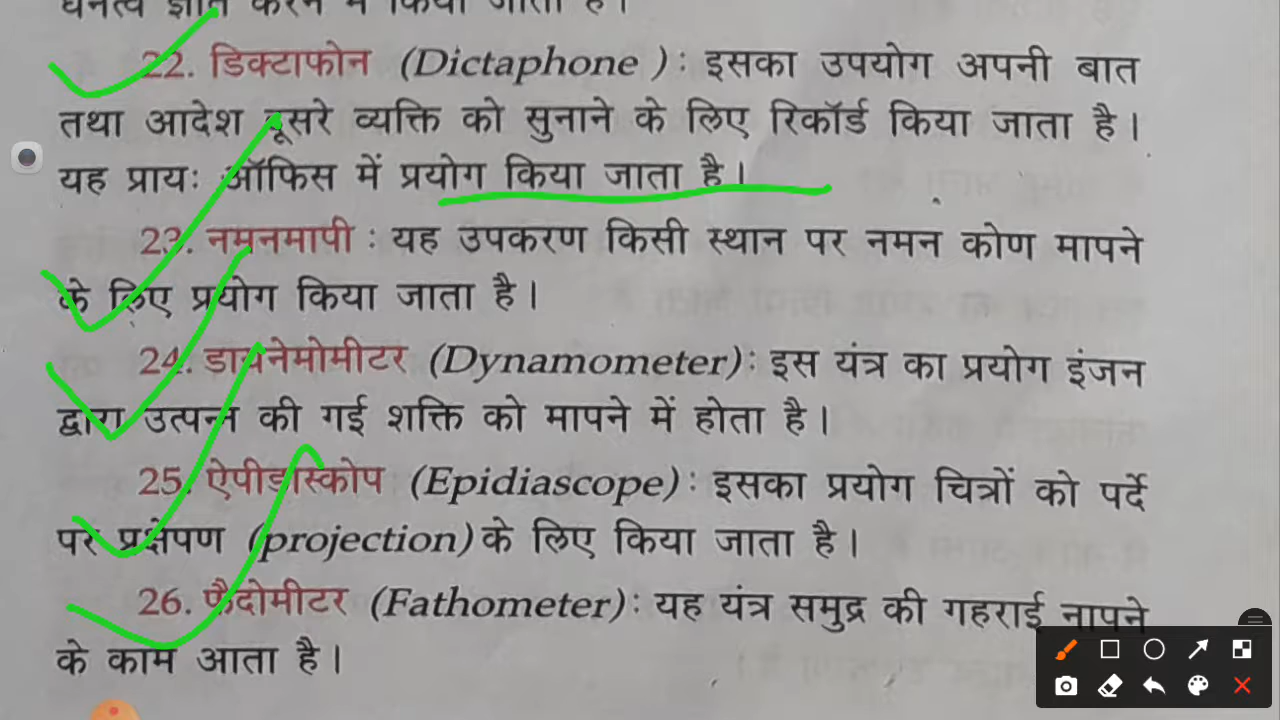 घनत्व ज्ञात करने में किया जाता है।
22. डिक्टाफोन (Dictaphone ) : इसका उपयोग अपनी बात
तथा आदेश दूसरे व्यक्ति को सुनाने के लिए रिकॉर्ड किया जाता है।
यह प्रायः ऑफिस में प्रयोग किया जाता है।
23. नमनमापी : यह उपकरण किसी स्थान पर नमन कोण मापने
के लिए प्रयोग किया जाता है।
24. डायनेमोमीटर (Dynamometer) : इस यंत्र का प्रयोग इंजन
द्वारा उत्पन्न की गई शक्ति को मापने में होता है।
25. ऐपीडास्कोप (Epidiascope) : इसका प्रयोग चित्रों को पर्दे
पर प्रक्षेपण (projection) के लिए किया जाता है।
26. फैदोमीटर (Fathometer) : यह यंत्र समुद्र की गहराई नापने
के काम आता है।